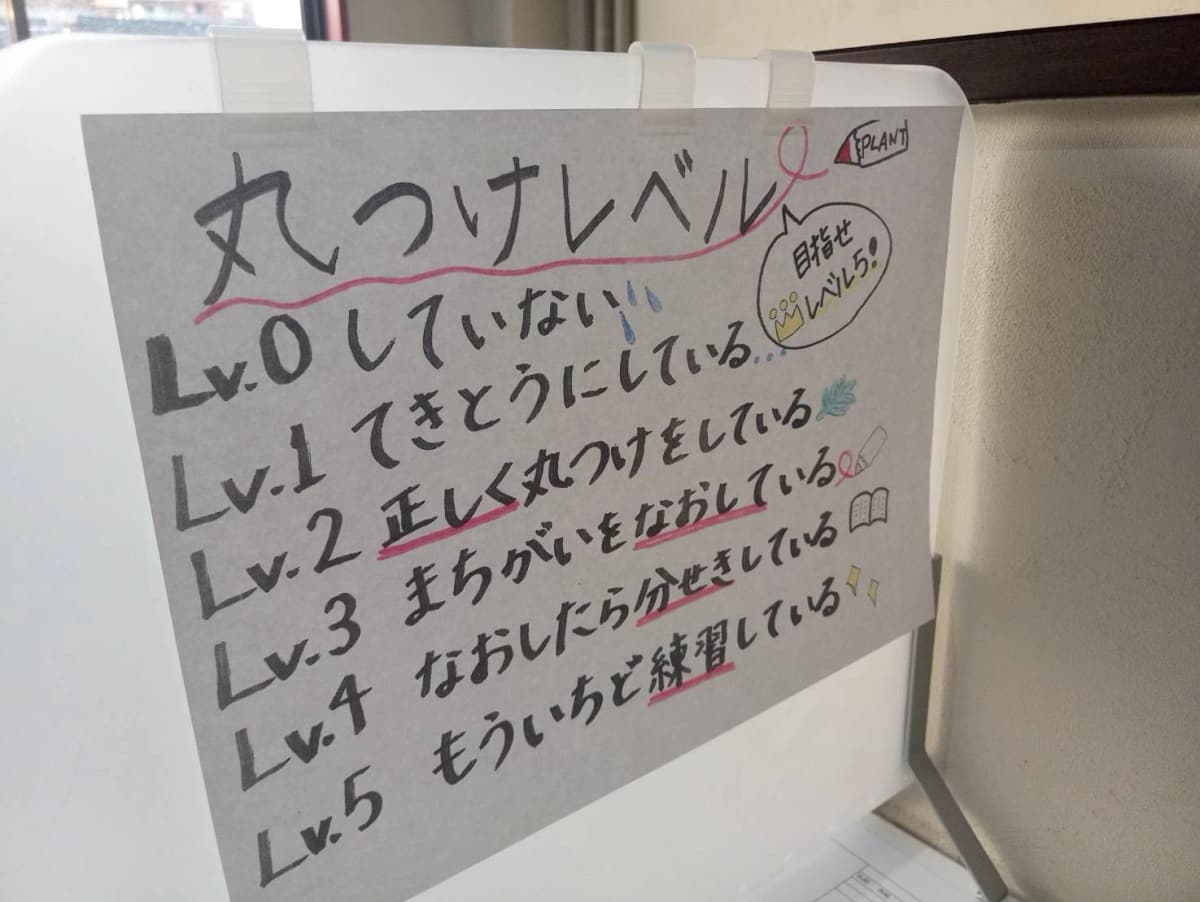 丸つけレベル
PLANT
目指せ
レベル5!
Lv.0 していない
Lv.1 てきとうにしている...
Lv.2 正しく丸つけをしている
Lv.3 まちがいをなおしている
Lv.4 なおしたら分せきしている
Lv.5 もういちど練習している